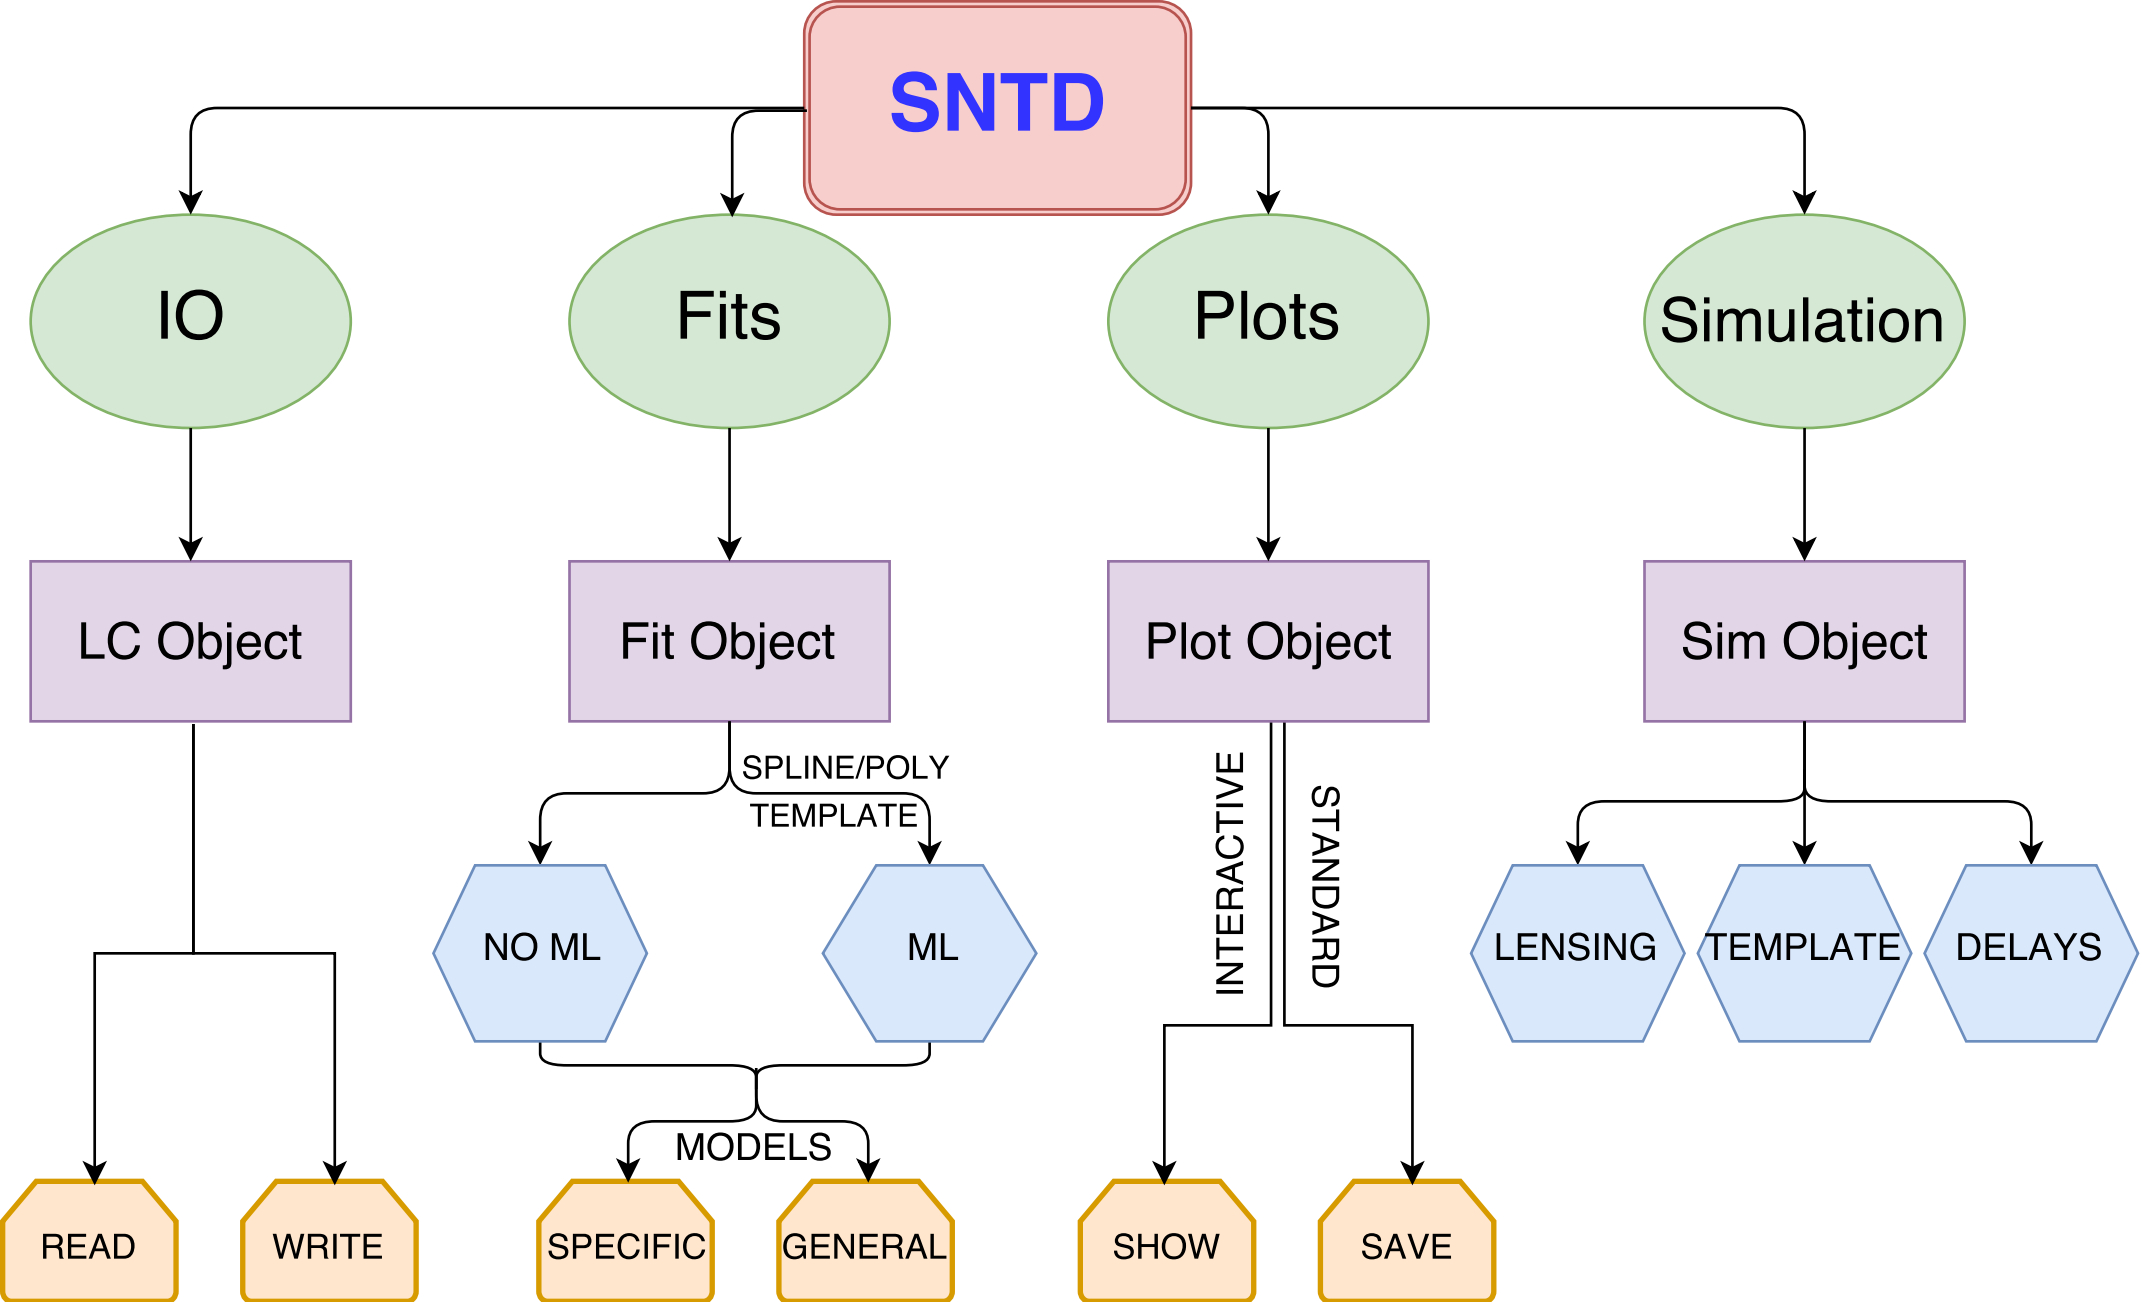 SNTD
IO
Fits
Plots
Simulation
LC Object
Fit Object
Plot Object
Sim Object
SPLINE/POLY
TEMPLATE
INTERACTIVE
STANDARD
NO ML
ML
LENSING
TEMPLATE
DELAYS
MODELS
READ
WRITE
SPECIFIC
GENERAL
SHOW
SAVE